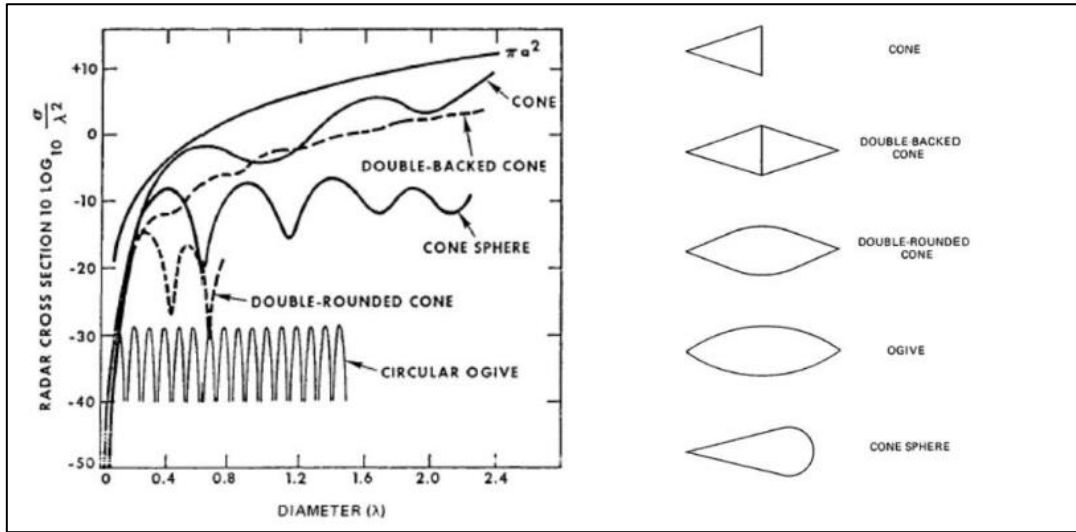 RADAR CROSS SECTION 10 LOG₁₀ σ/λ²
+10
0
-10
-20
-30
-40
-50
πa²
CONE
DOUBLE-BACKED
CONE
CONE SPHERE
DOUBLE-ROUNDED CONE
CIRCULAR OGIVE
0
0.4
0.8
1.2
1.6
2.0
2.4
DIAMETER (λ)
CONE
DOUBLE-BACKED
CONE
DOUBLE-ROUNDED
CONE
OGIVE
CONE SPHERE